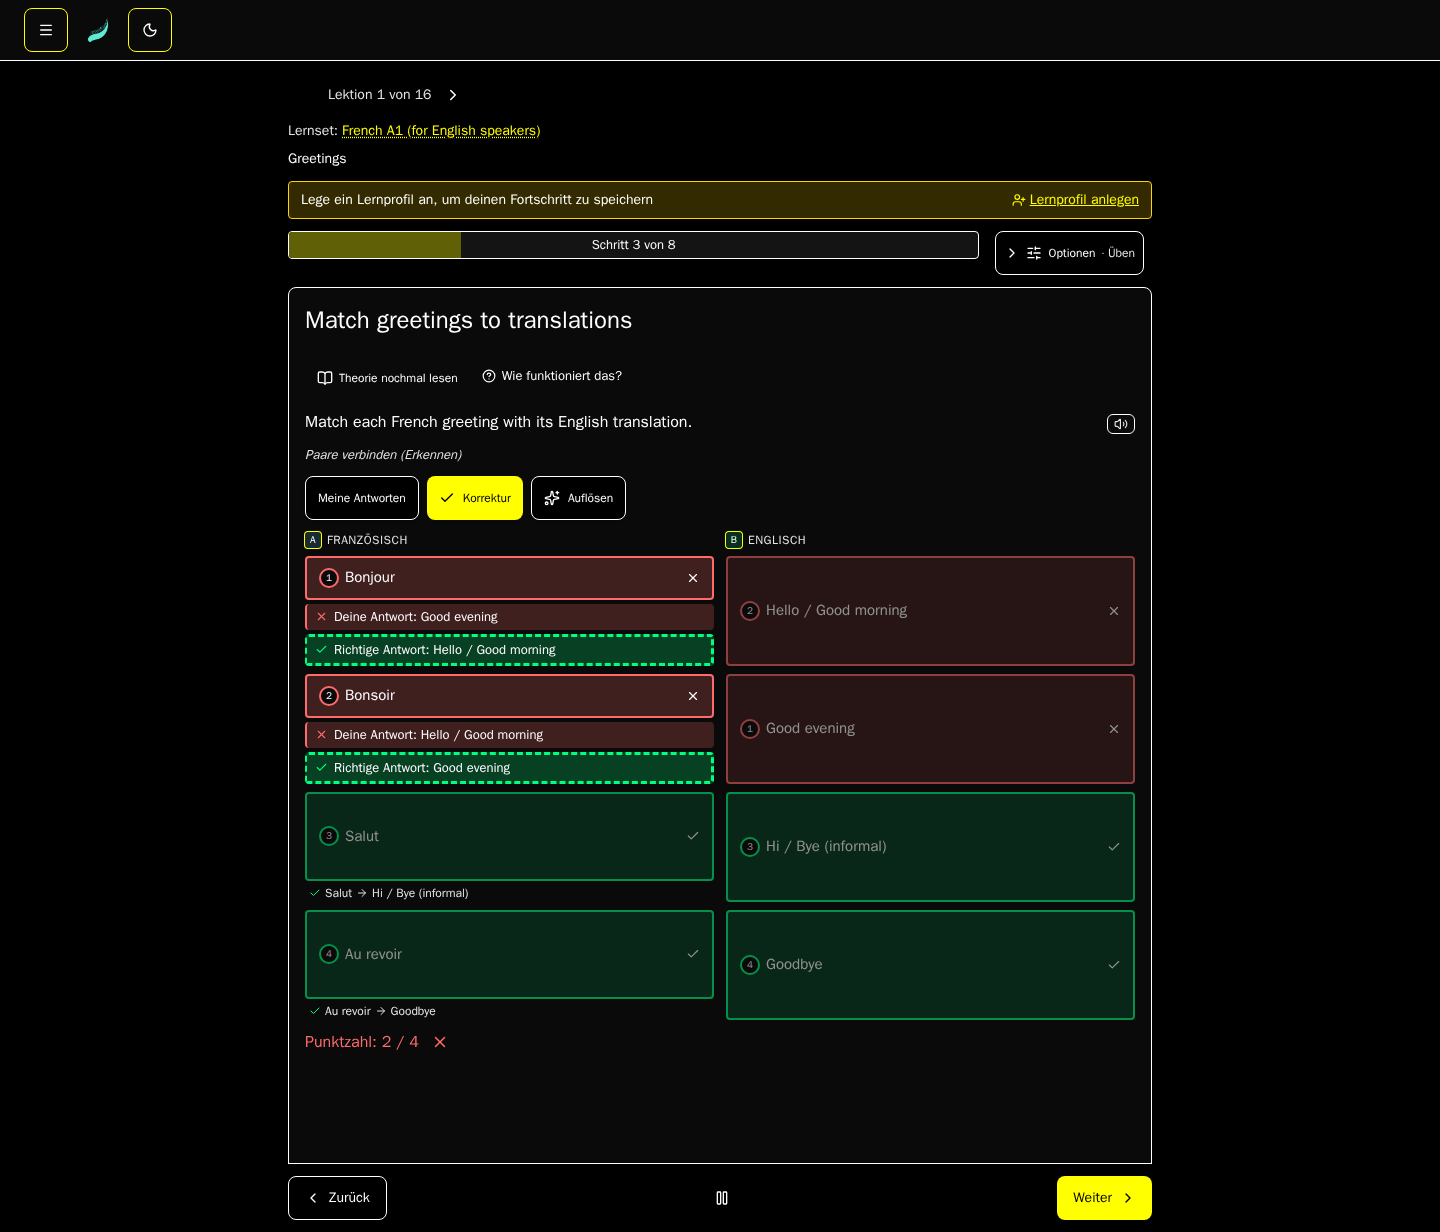 Lektion 1 von 16
Lernset: French A1 (for English speakers)
Greetings
Lege ein Lernprofil an, um deinen Fortschritt zu speichern
Lernprofil anlegen
Schritt 3 von 8
Optionen · Üben
Match greetings to translations
Theorie nochmal lesen
Wie funktioniert das?
Match each French greeting with its English translation.
Paare verbinden (Erkennen)
Meine Antworten
Korrektur
Auflösen
A FRANZÖSISCH
B ENGLISCH
1 Bonjour
Deine Antwort: Good evening
Richtige Antwort: Hello / Good morning
2 Hello / Good morning
2 Bonsoir
Deine Antwort: Hello / Good morning
Richtige Antwort: Good evening
1 Good evening
3 Salut
Salut → Hi / Bye (informal)
3 Hi / Bye (informal)
4 Au revoir
Au revoir → Goodbye
4 Goodbye
Punktzahl: 2 / 4
Zurück
Weiter